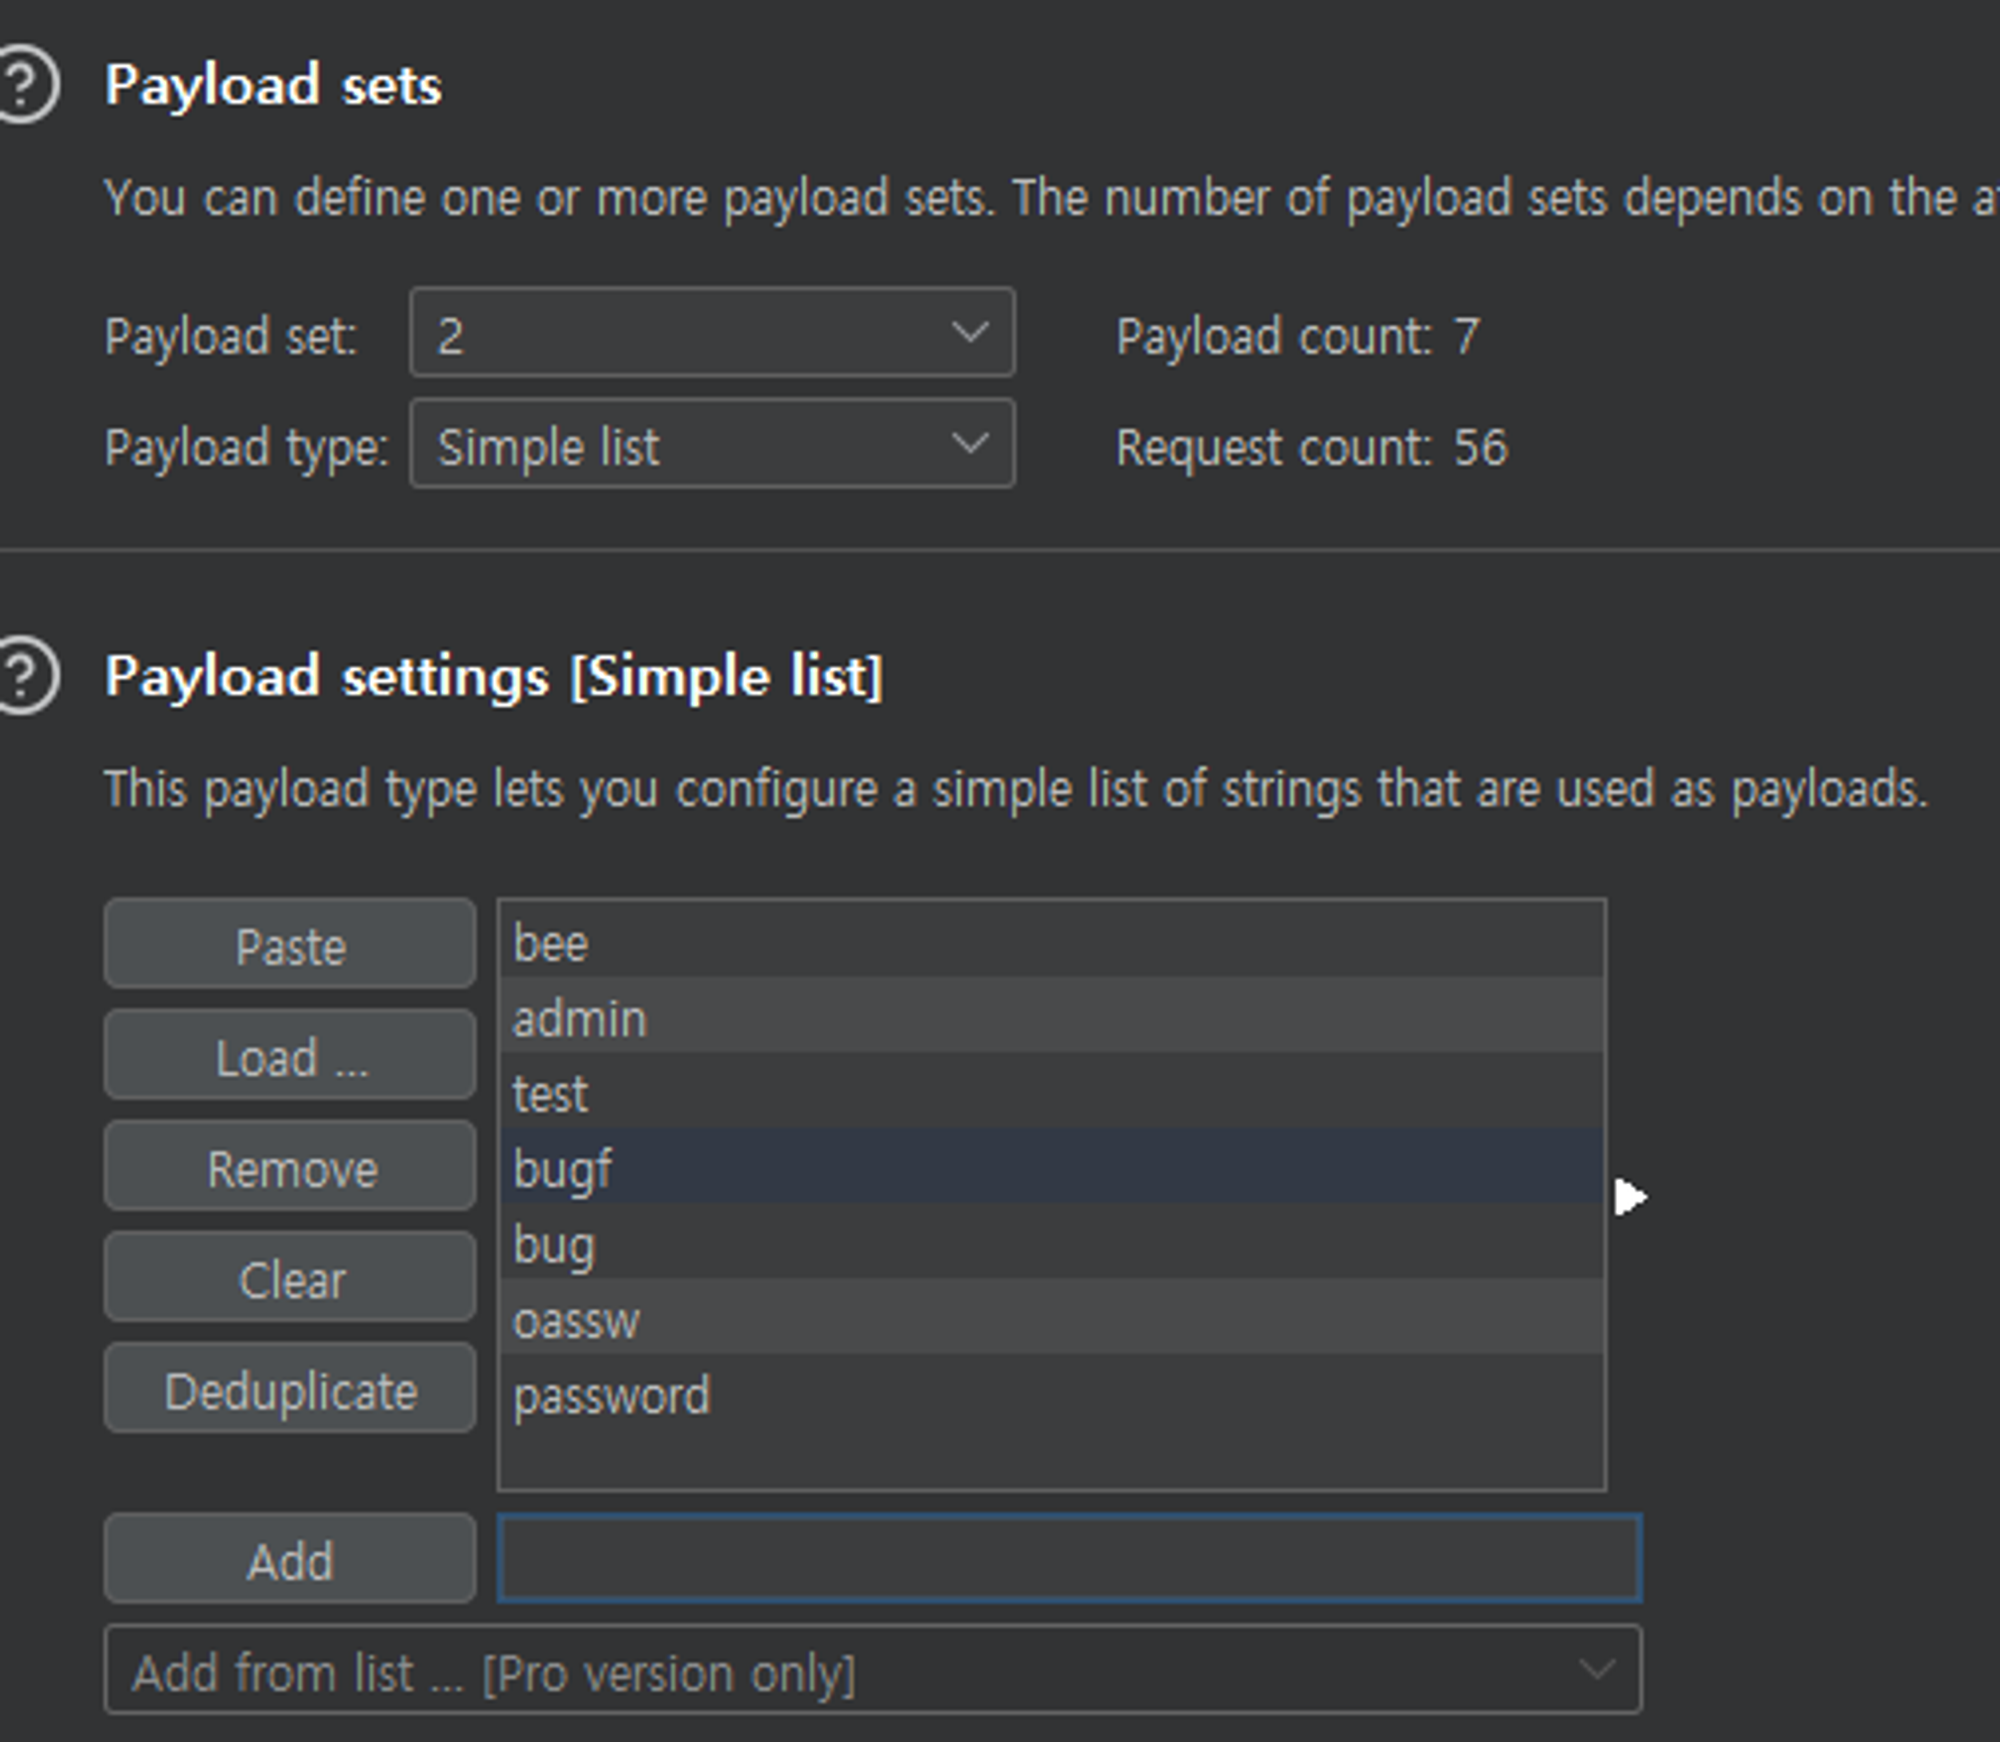 Payload sets
You can define one or more payload sets. The number of payload sets depends on the
Payload set: 2 Payload count: 7
Payload type: Simple list Request count: 56
Payload settings [Simple list]
This payload type lets you configure a simple list of strings that are used as payloads.
Paste
Load ...
Remove
Clear
Deduplicate
bee
admin
test
bugf
bug
oassw
password
Add
Add from list ... [Pro version only]